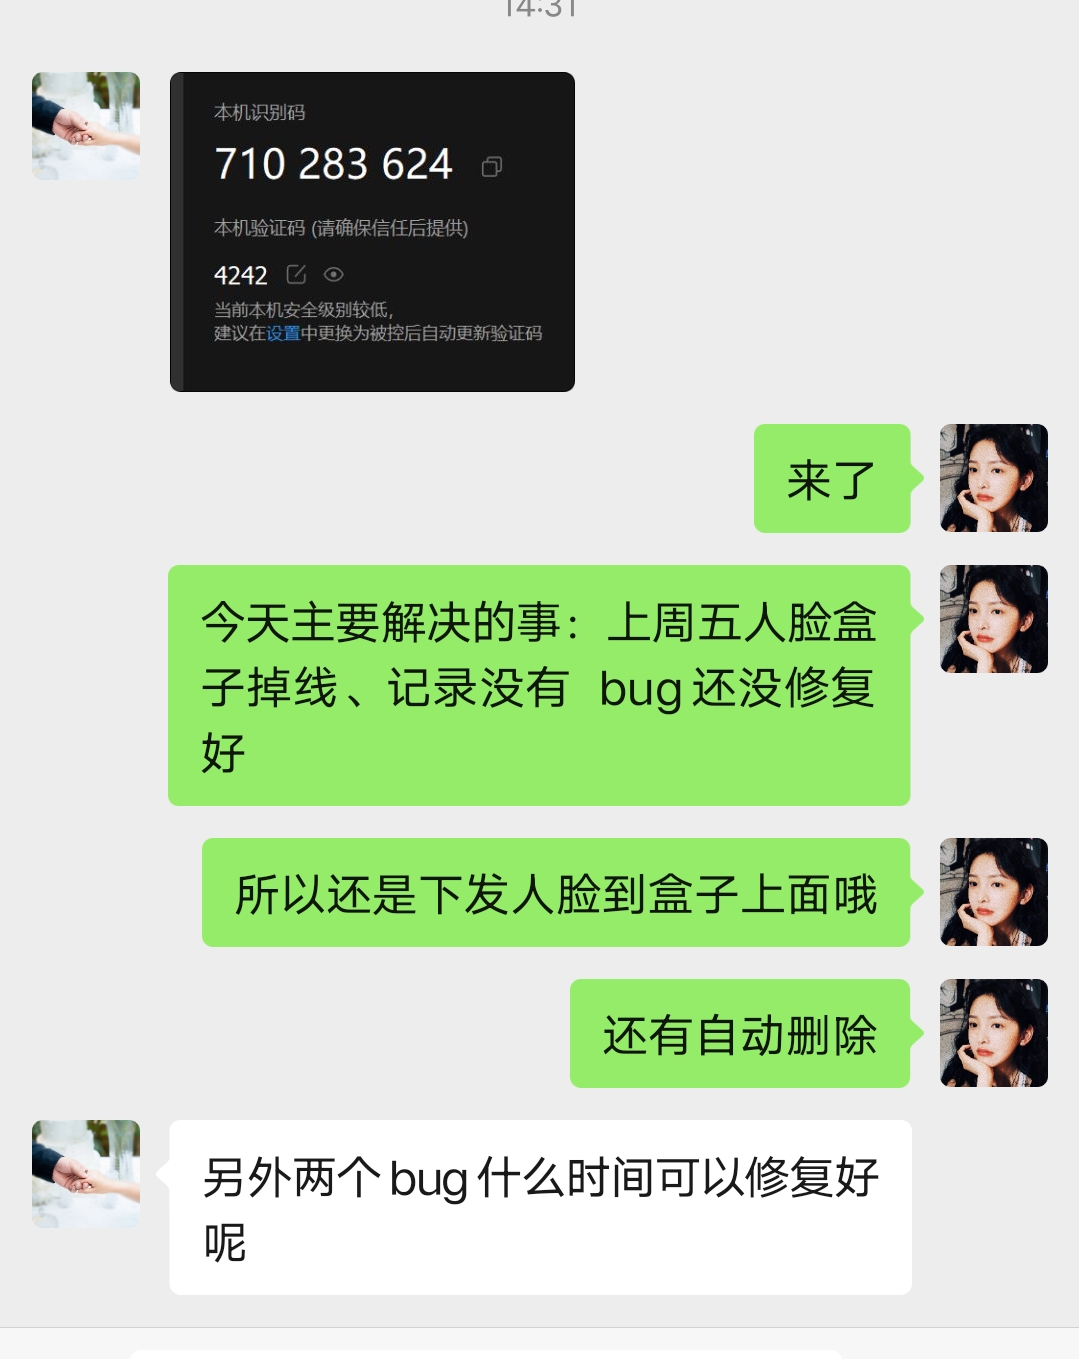 14:31
本机识别码
710 283 624
本机验证码 (请确保信任后提供)
4242
当前本机安全级别较低，
建议在设置中更换为被控后自动更新验证码
来了
今天主要解决的事：上周五人脸盒
子掉线、记录没有 bug还没修复
好
所以还是下发人脸到盒子上面哦
还有自动删除
另外两个bug什么时间可以修复好
呢